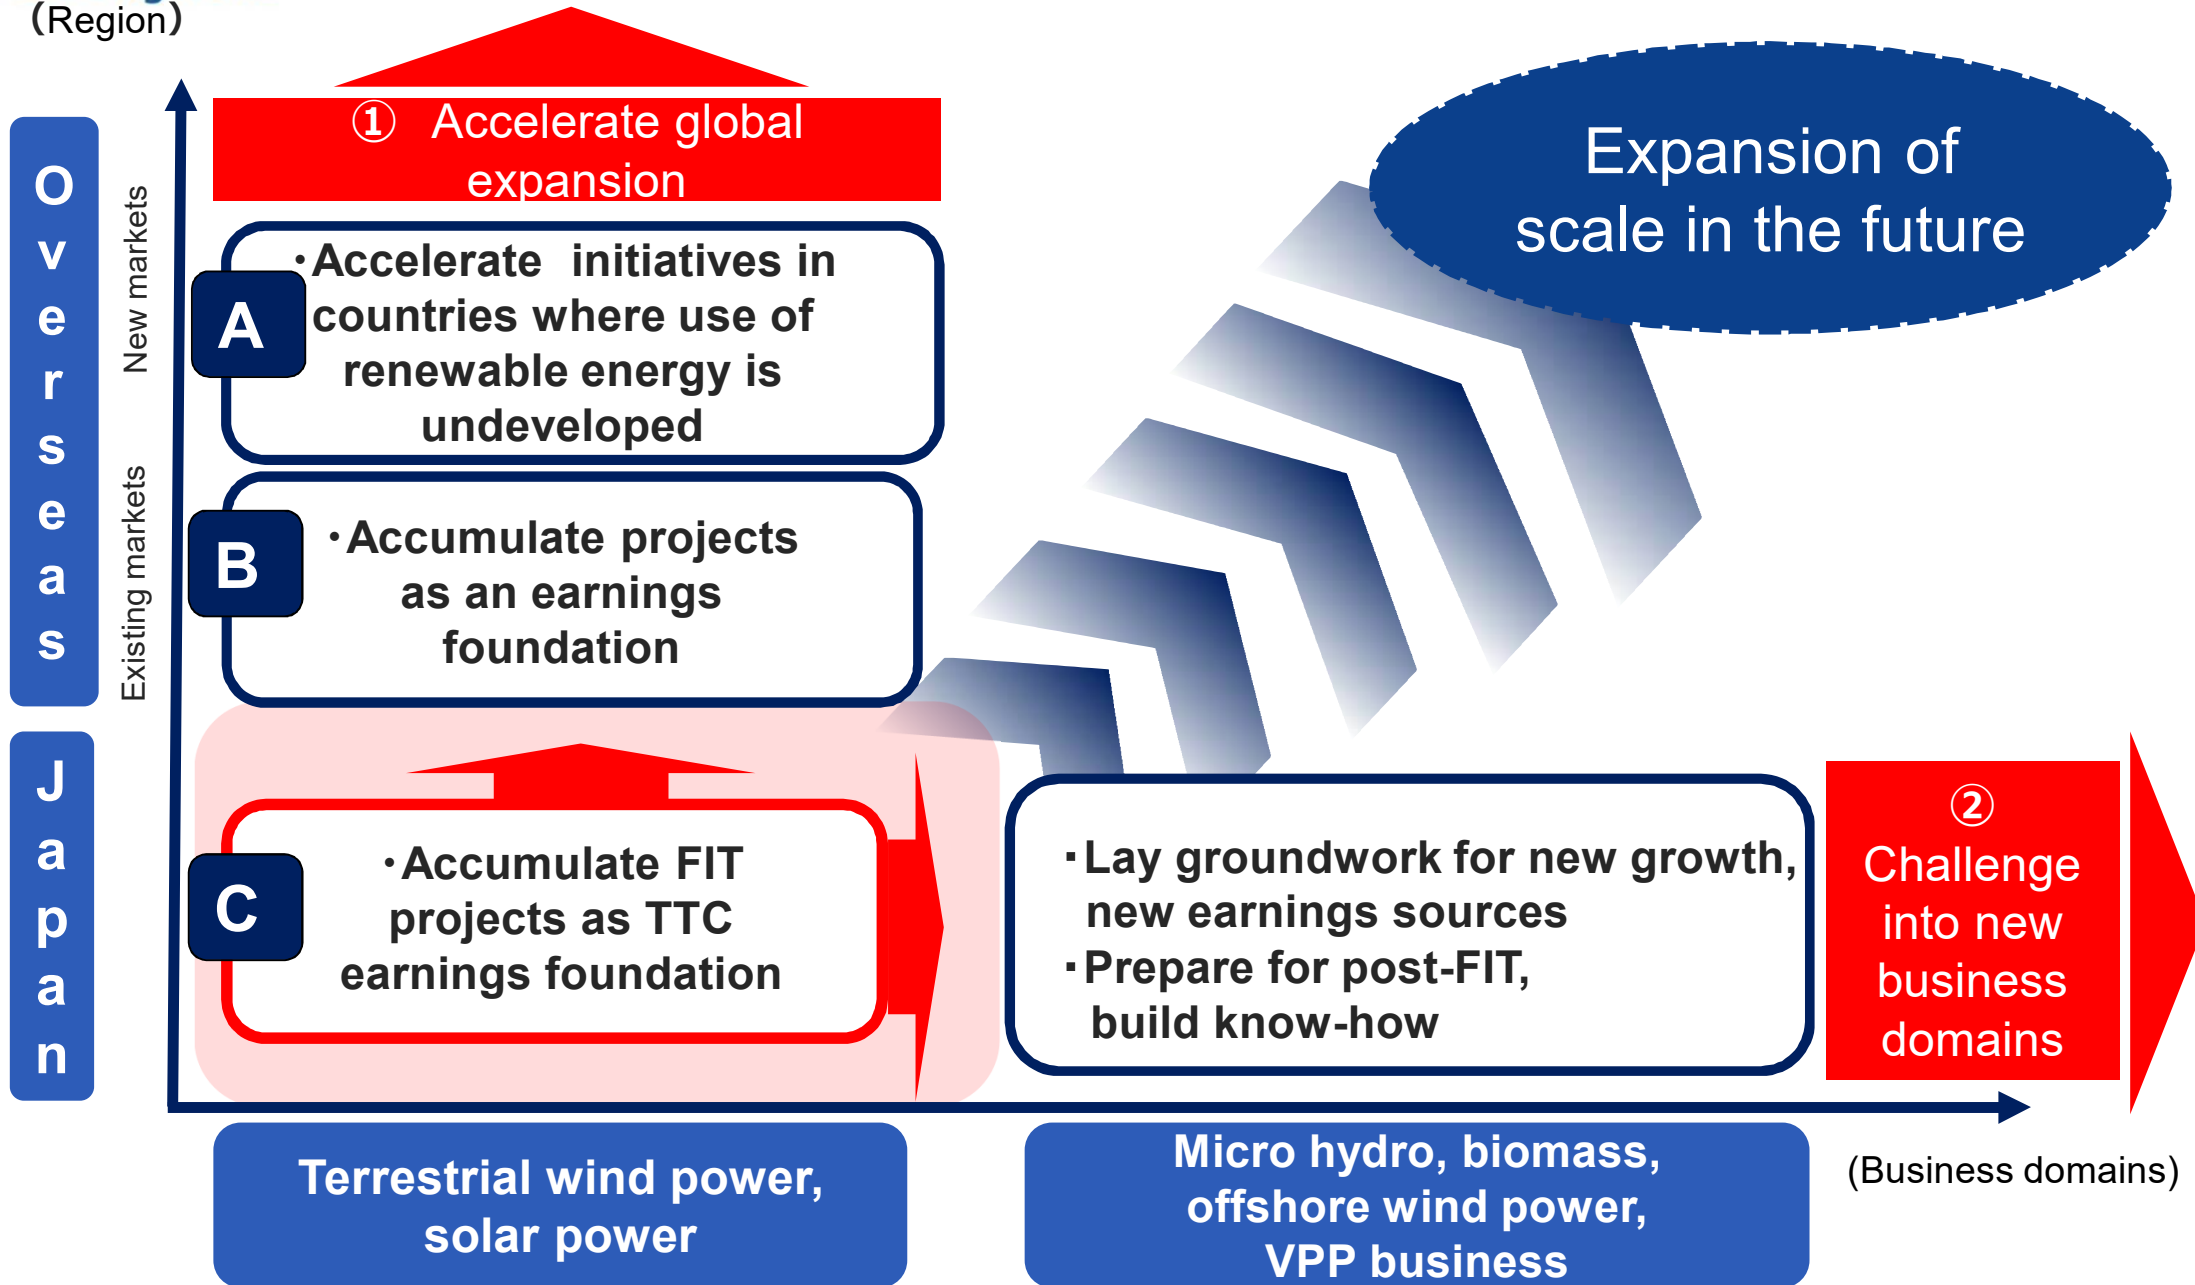 (Region)
① Accelerate global
expansion
Expansion of
scale in the future
Overseas
New markets
Existing markets
A
・Accelerate initiatives in
countries where use of
renewable energy is
undeveloped
B
・Accumulate projects
as an earnings
foundation
Japan
C
・Accumulate FIT
projects as TTC
earnings foundation
・Lay groundwork for new growth,
new earnings sources
・Prepare for post-FIT,
build know-how
②
Challenge
into new
business
domains
Terrestrial wind power,
solar power
Micro hydro, biomass,
offshore wind power,
VPP business
(Business domains)